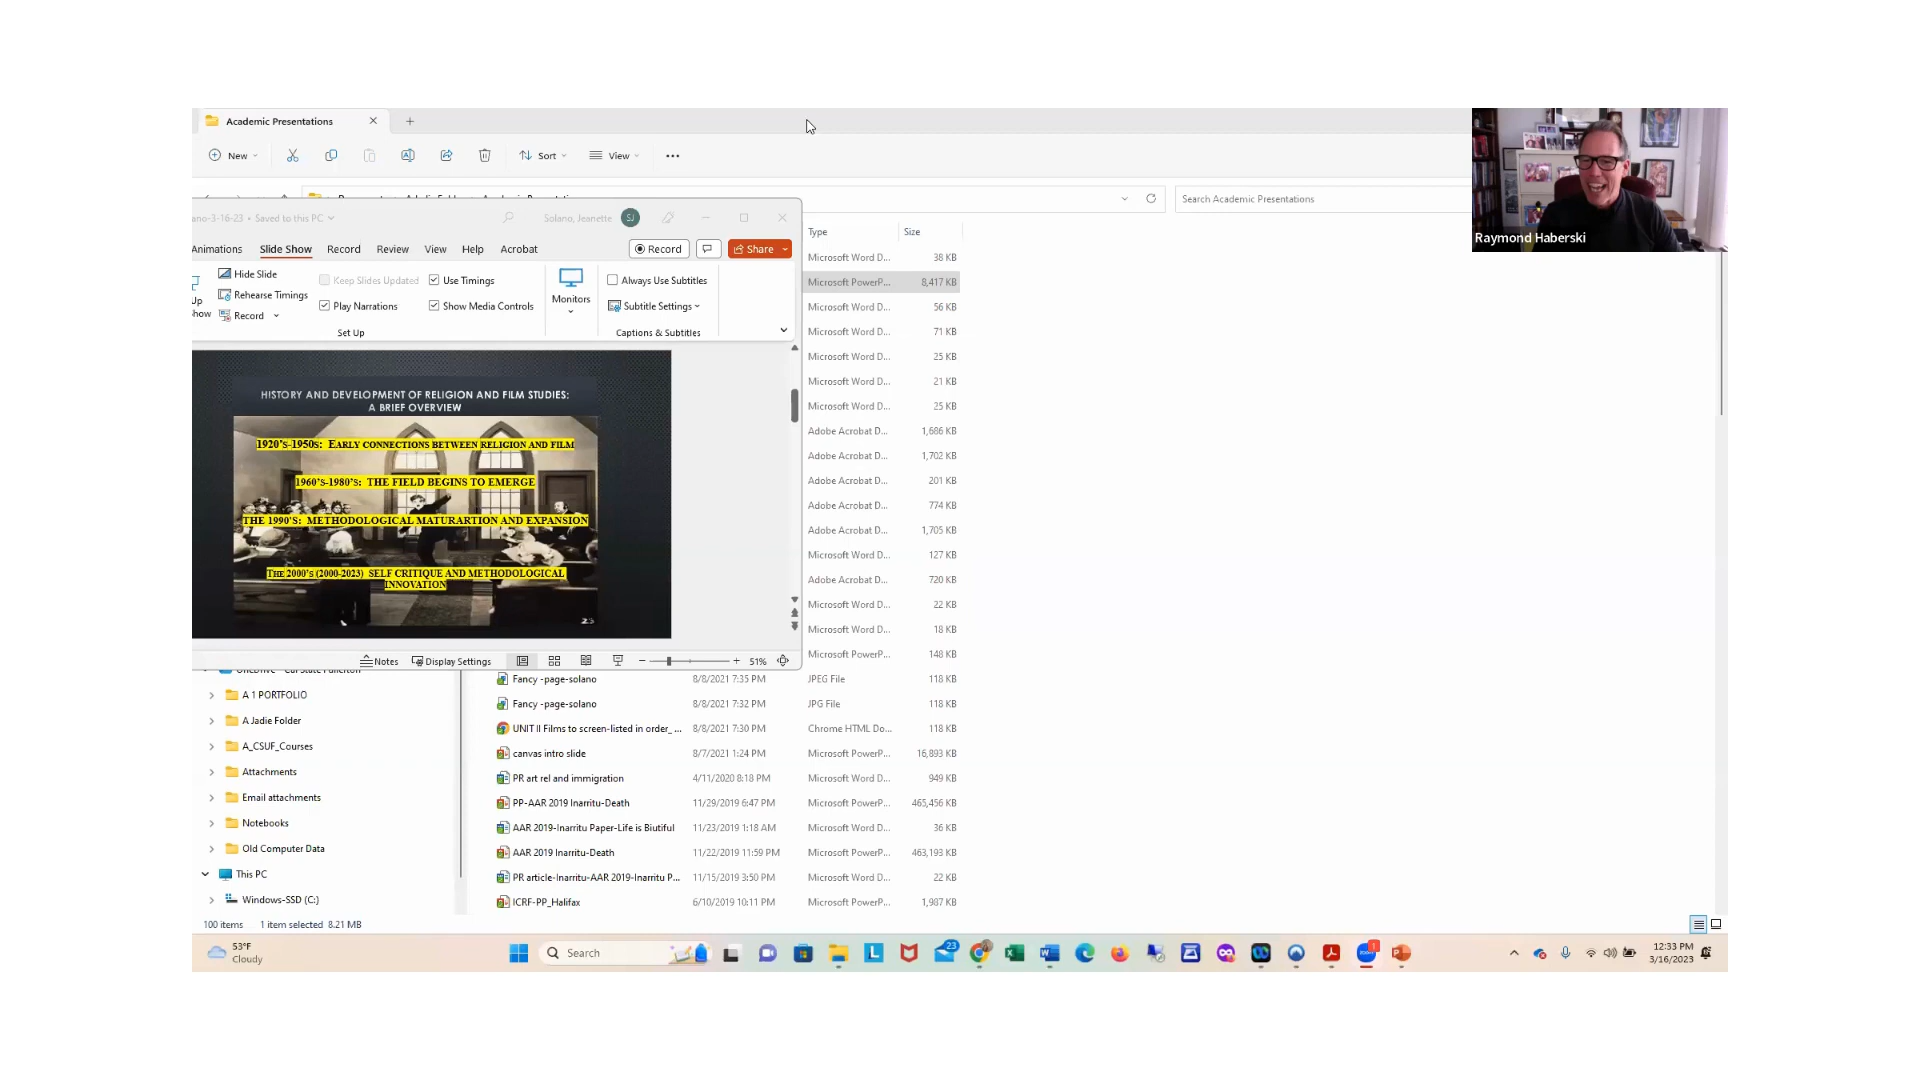 Academic Presentations
New
Sort
View
Search Academic Presentations
Raymond Haberski
ano-3-16-23 • Saved to this PC
Solano, Jeanette
SJ
Animations
Slide Show
Record
Review
View
Help
Acrobat
Record
Share
Hide Slide
Rehearse Timings
Record
Keep Slides Updated
Play Narrations
Use Timings
Show Media Controls
Set Up
Monitors
Always Use Subtitles
Subtitle Settings
Captions & Subtitles
HISTORY AND DEVELOPMENT OF RELIGION AND FILM STUDIES:
A BRIEF OVERVIEW
1920'S-1950S: EARLY CONNECTIONS BETWEEN RELIGION AND FILM
1960'S-1980'S: THE FIELD BEGINS TO EMERGE
THE 1990'S: METHODOLOGICAL MATURARTION AND EXPANSION
THE 2000'S (2000-2023) SELF CRITIQUE AND METHODOLOGICAL
INNOVATION
Notes
Display Settings
51%
Type Size
Microsoft Word D... 38 KB
Microsoft PowerP... 8,417 KB
Microsoft Word D... 56 KB
Microsoft Word D... 71 KB
Microsoft Word D... 25 KB
Microsoft Word D... 21 KB
Microsoft Word D... 25 KB
Adobe Acrobat D... 1,686 KB
Adobe Acrobat D... 1,702 KB
Adobe Acrobat D... 201 KB
Adobe Acrobat D... 774 KB
Adobe Acrobat D... 1,705 KB
Microsoft Word D... 127 KB
Adobe Acrobat D... 720 KB
Microsoft Word D... 22 KB
Microsoft Word D... 18 KB
Microsoft PowerP... 148 KB
Fancy -page-solano 8/8/2021 7:35 PM JPEG File 118 KB
Fancy -page-solano 8/8/2021 7:32 PM JPG File 118 KB
UNIT II Films to screen-listed in order_ ... 8/8/2021 7:30 PM Chrome HTML Do... 118 KB
canvas intro slide 8/7/2021 1:24 PM Microsoft PowerP... 16,893 KB
PR art rel and immigration 4/11/2020 8:18 PM Microsoft Word D... 949 KB
PP-AAR 2019 Inarritu-Death 11/29/2019 6:47 PM Microsoft PowerP... 465,456 KB
AAR 2019-Inarritu Paper-Life is Biutiful 11/23/2019 1:18 AM Microsoft Word D... 36 KB
AAR 2019 Inarritu-Death 11/22/2019 11:59 PM Microsoft PowerP... 463,193 KB
PR article-Inarritu-AAR 2019-Inarritu P... 11/15/2019 3:50 PM Microsoft Word D... 22 KB
ICRF-PP_Halifax 6/10/2019 10:11 PM Microsoft PowerP... 1,987 KB
A 1 PORTFOLIO
A Jadie Folder
A_CSUF_Courses
Attachments
Email attachments
Notebooks
Old Computer Data
This PC
Windows-SSD (C:)
100 items 1 item selected 8.21 MB
53°F
Cloudy
Search
23
12:33 PM
3/16/2023